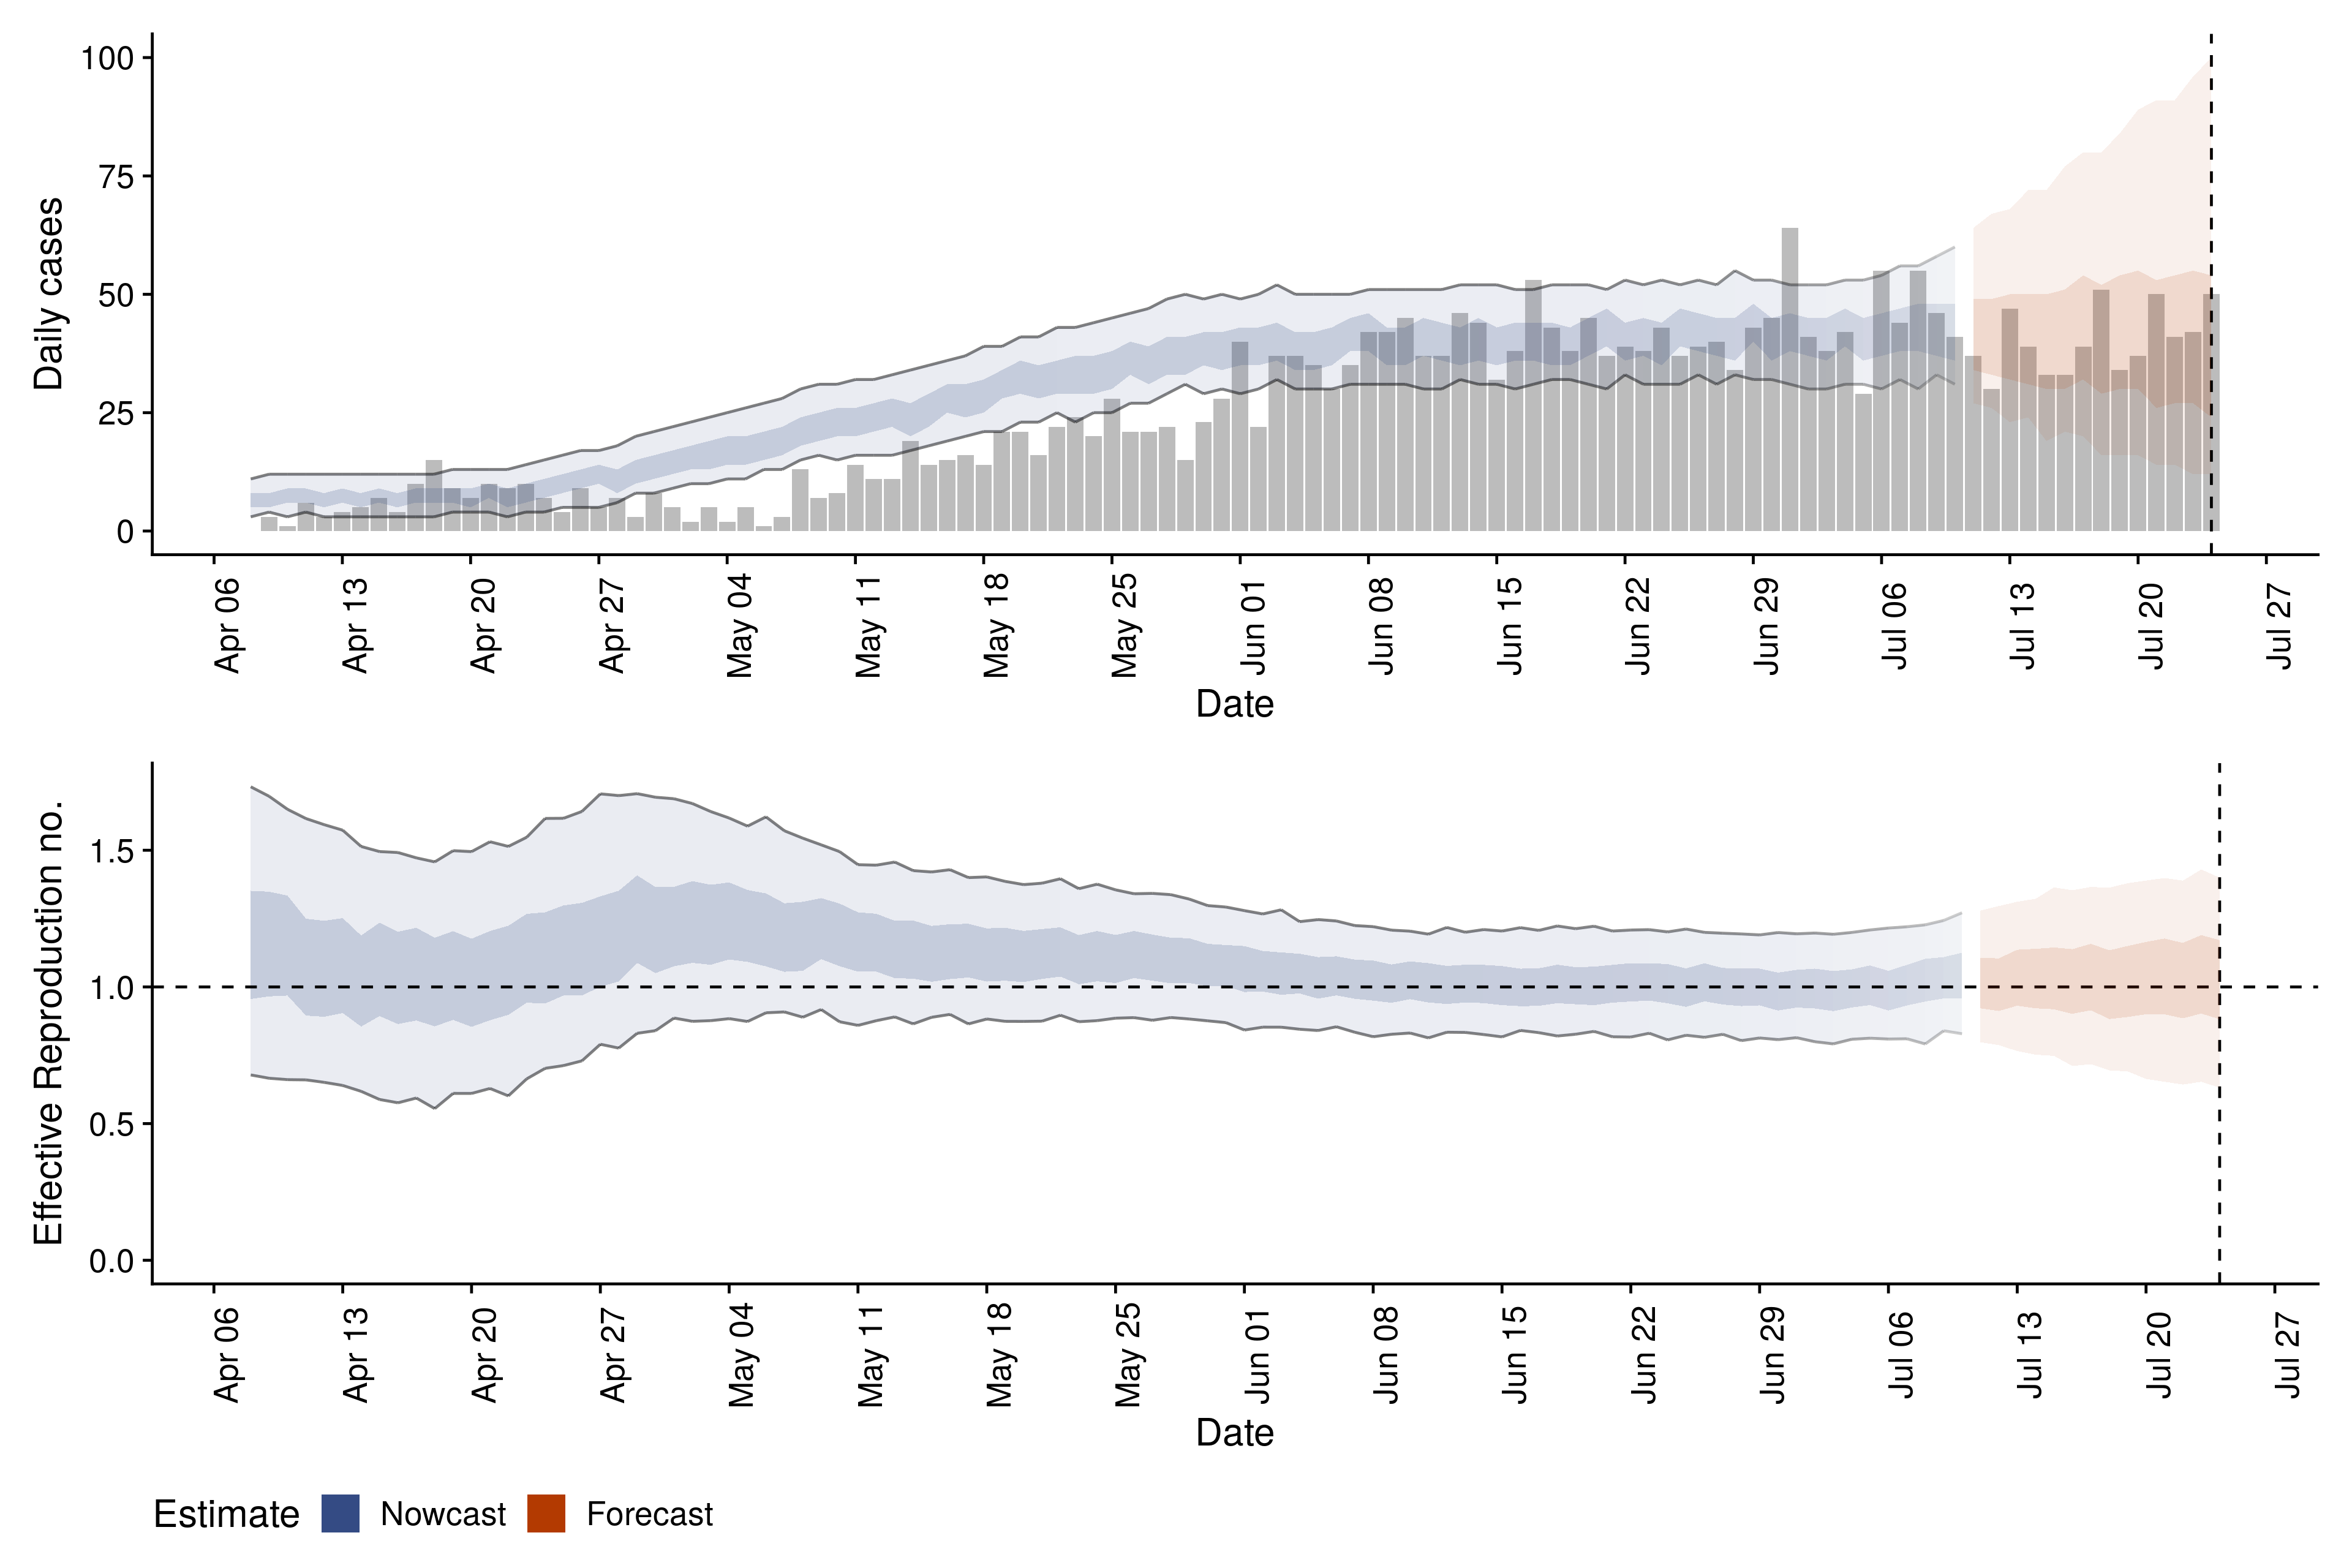 Daily cases
100
75
50
25
0
Apr 06 Apr 13 Apr 20 Apr 27 May 04 May 11 May 18 May 25 Jun 01 Jun 08 Jun 15 Jun 22 Jun 29 Jul 06 Jul 13 Jul 20 Jul 27
Date
Effective Reproduction no.
1.5
1.0
0.5
0.0
Apr 06 Apr 13 Apr 20 Apr 27 May 04 May 11 May 18 May 25 Jun 01 Jun 08 Jun 15 Jun 22 Jun 29 Jul 06 Jul 13 Jul 20 Jul 27
Date
Estimate Nowcast Forecast